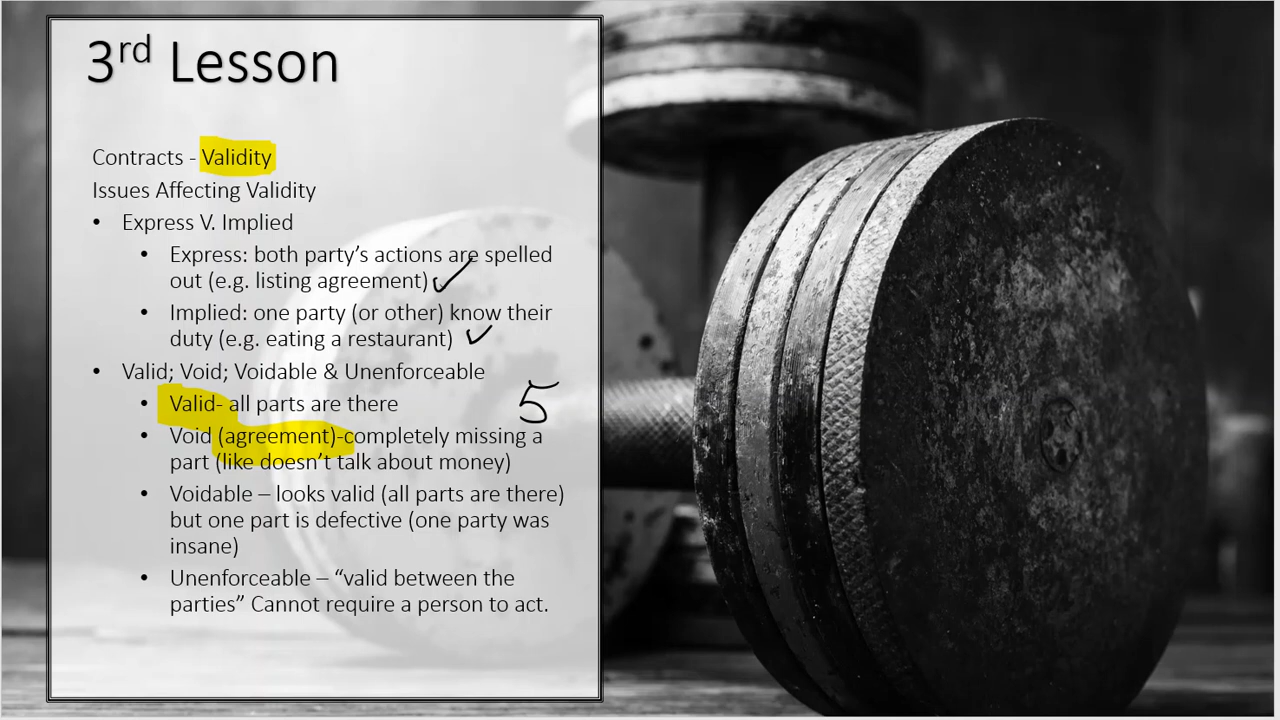 3rd Lesson
Contracts - Validity
Issues Affecting Validity
• Express V. Implied
• Express: both party's actions are spelled
out (e.g. listing agreement)
• Implied: one party (or other) know their
duty (e.g. eating a restaurant)
• Valid; Void; Voidable & Unenforceable
• Valid- all parts are there
5
• Void (agreement)-completely missing a
part (like doesn't talk about money)
• Voidable – looks valid (all parts are there)
but one part is defective (one party was
insane)
• Unenforceable – “valid between the
parties” Cannot require a person to act.